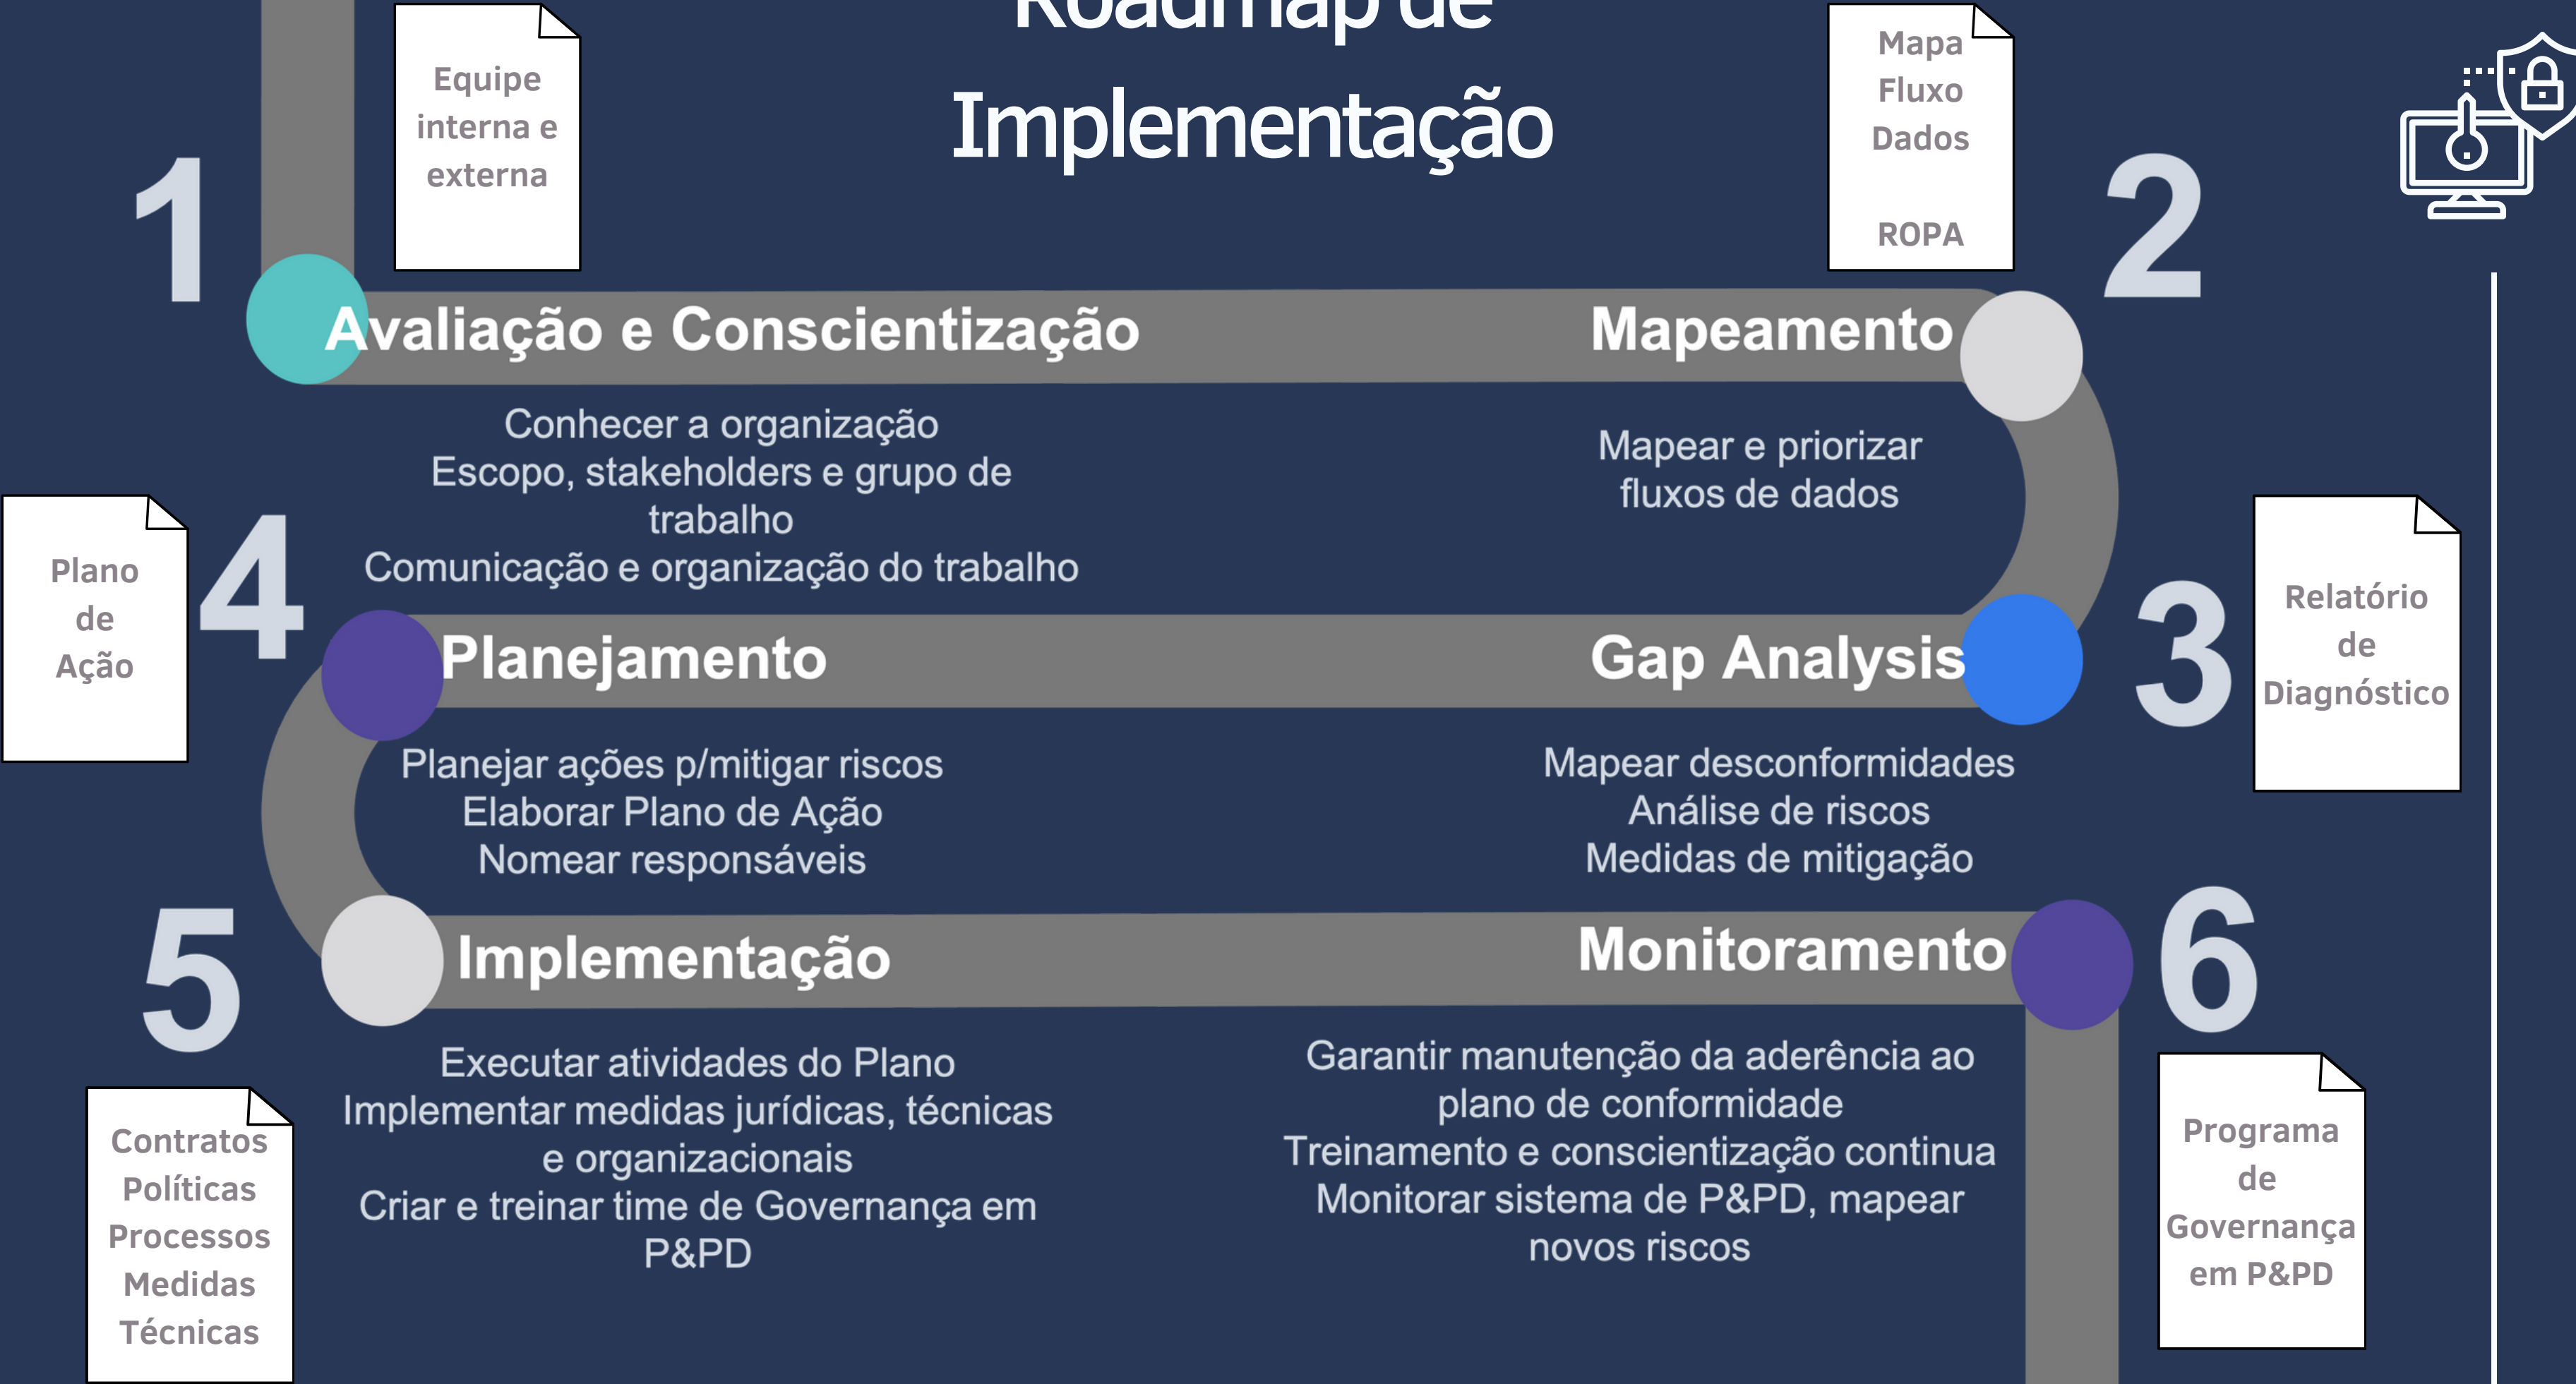 Roadmap de
Implementação
1
Equipe
interna e
externa
Avaliação e Conscientização
Conhecer a organização
Escopo, stakeholders e grupo de
trabalho
Comunicação e organização do trabalho
Mapa
Fluxo
Dados
ROPA
2
Mapeamento
Mapear e priorizar
fluxos de dados
3
Relatório
de
Diagnóstico
Gap Analysis
Mapear desconformidades
Análise de riscos
Medidas de mitigação
Plano
de
Ação
4
Planejamento
Planejar ações p/mitigar riscos
Elaborar Plano de Ação
Nomear responsáveis
5
Contratos
Políticas
Processos
Medidas
Técnicas
Implementação
Executar atividades do Plano
Implementar medidas jurídicas, técnicas
e organizacionais
Criar e treinar time de Governança em
P&PD
6
Monitoramento
Garantir manutenção da aderência ao
plano de conformidade
Treinamento e conscientização continua
Monitorar sistema de P&PD, mapear
novos riscos
Programa
de
Governança
em P&PD